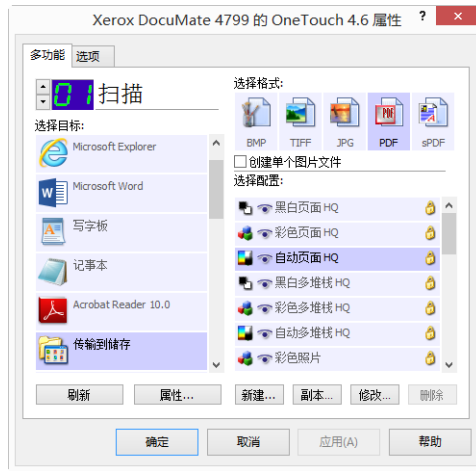 Xerox DocuMate 4799 的 OneTouch 4.6 属性
? ×
多功能 选项
01 扫描
选择目标:
Microsoft Explorer
Microsoft Word
写字板
记事本
Acrobat Reader 10.0
传输到储存
刷新 属性...
选择格式:
BMP TIFF JPG PDF sPDF
创建单个图片文件
选择配置:
黑白页面 HQ
彩色页面 HQ
自动页面 HQ
黑白多堆栈 HQ
彩色多堆栈 HQ
自动多堆栈 HQ
彩色照片
新建... 副本... 修改... 删除
确定 取消 应用(A) 帮助